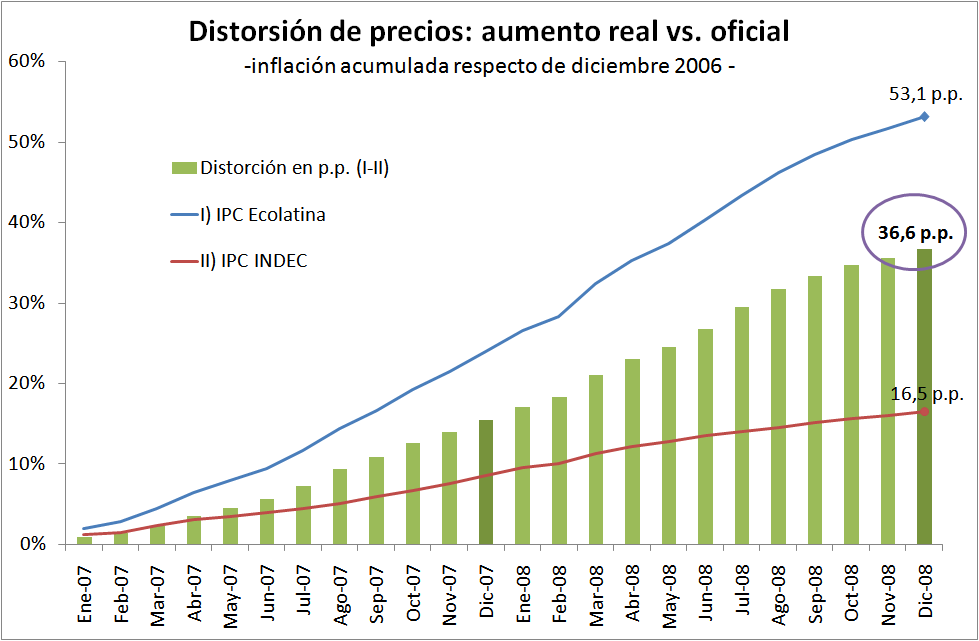 Distorsión de precios: aumento real vs. oficial
-inflación acumulada respecto de diciembre 2006 -
60%
50%
40%
30%
20%
10%
0%
53,1 p.p.
Distorción en p.p. (I-II)
I) IPC Ecolatina
II) IPC INDEC
36,6 p.p.
16,5 p.p.
Ene-07
Feb-07
Mar-07
Abr-07
May-07
Jun-07
Jul-07
Ago-07
Sep-07
Oct-07
Nov-07
Dic-07
Ene-08
Feb-08
Mar-08
Abr-08
May-08
Jun-08
Jul-08
Ago-08
Sep-08
Oct-08
Nov-08
Dic-08